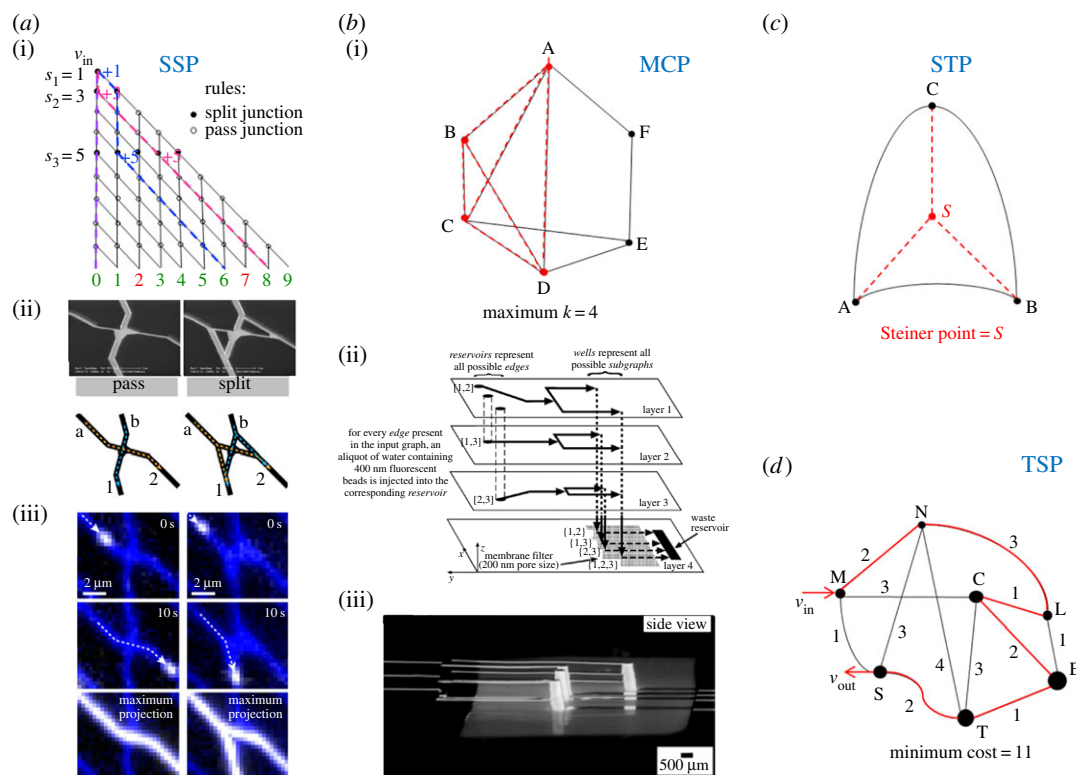 (a)
(i)
v_in
SSP
s₁ = 1
+1
s₂ = 3
+3
rules:
split junction
pass junction
s₃ = 5
+5
+5
0 1 2 3 4 5 6 7 8 9
(ii)
pass
split
a
b
1
2
a
b
1
2
(iii)
0 s
0 s
2 μm
2 μm
10 s
10 s
maximum
projection
maximum
projection
(b)
(i)
MCP
A
B
F
C
E
D
maximum k = 4
(ii)
reservoirs represent
all possible edges
wells represent all
possible subgraphs
[1,2]
layer 1
for every edge present
in the input graph, an
aliquot of water containing
400 nm fluorescent
beads is injected into the
corresponding reservoir
[1,3]
layer 2
[2,3]
layer 3
waste
reservoir
{1,2}
{1,3}
{2,3}
{1,2,3}
membrane filter
(200 nm pore size)
layer 4
x
z
y
(iii)
side view
500 μm
(c)
STP
C
S
A
B
Steiner point = S
(d)
TSP
N
2
3
M
3
C
1
v_in
L
1
3
2
1
4
3
E
v_out
S
2
1
T
minimum cost = 11